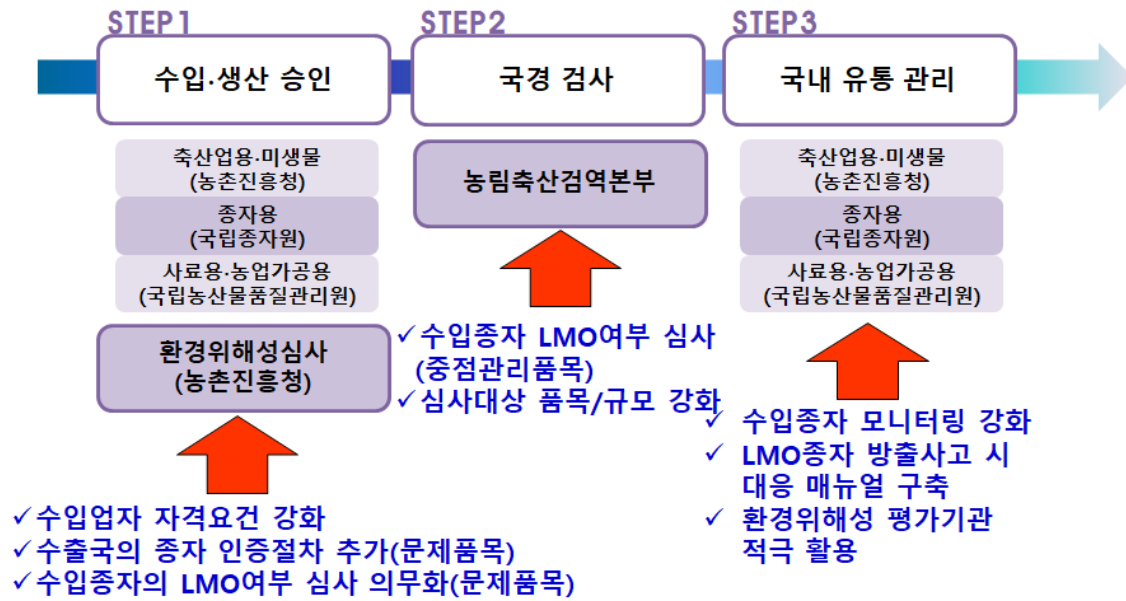 STEP1
수입·생산 승인
축산업용·미생물
(농촌진흥청)
종자용
(국립종자원)
사료용·농업가공용
(국립농산물품질관리원)
환경위해성심사
(농촌진흥청)
✓수입업자 자격요건 강화
✓수출국의 종자 인증절차 추가(문제품목)
✓수입종자의 LMO여부 심사 의무화(문제품목)
STEP2
국경 검사
농림축산검역본부
✓수입종자 LMO여부 심사
(중점관리품목)
✓심사대상 품목/규모 강화
STEP3
국내 유통 관리
축산업용·미생물
(농촌진흥청)
종자용
(국립종자원)
사료용·농업가공용
(국립농산물품질관리원)
✓ 수입종자 모니터링 강화
✓ LMO종자 방출사고 시
대응 매뉴얼 구축
✓ 환경위해성 평가기관
적극 활용